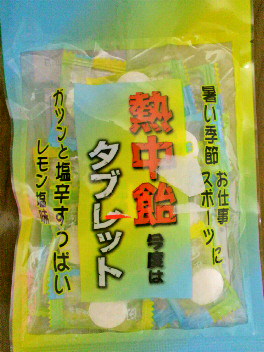 暑い季節
お仕事
スポーツに
熱中飴
今度は
タブレット
ガツンと塩辛すっぱい
レモン塩味